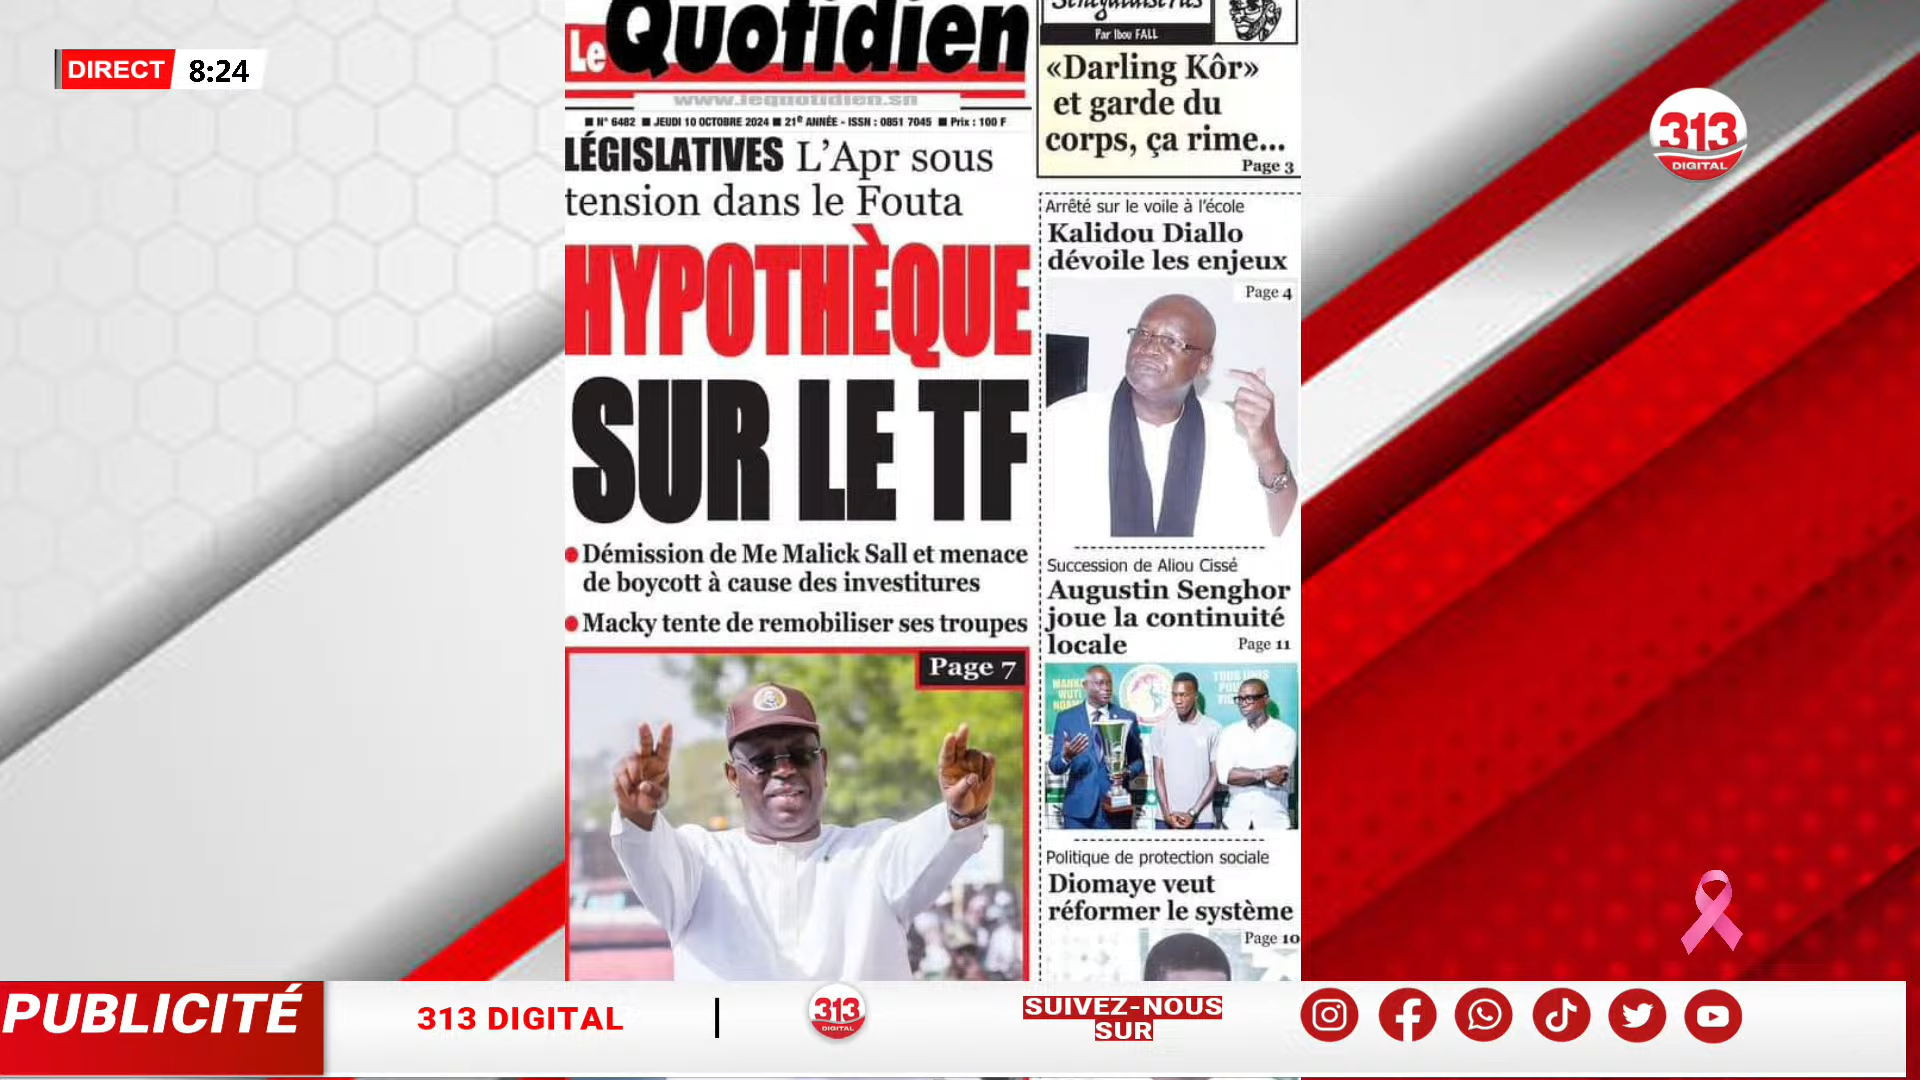 DIRECT 8:24
Le Quotidien
www.lequotidien.sn
N° 6482 JEUDI 10 OCTOBRE 2024 21e ANNÉE - ISSN : 0851 7045 Prix : 100 F
LÉGISLATIVES L'Apr sous
tension dans le Fouta
HYPOTHÈQUE
SUR LE TF
Démission de Me Malick Sall et menace
de boycott à cause des investitures
Macky tente de remobiliser ses troupes
Page 7
Par Ibou FALL
«Darling Kôr»
et garde du
corps, ça rime...
Page 3
Arrêté sur le voile à l'école
Kalidou Diallo
dévoile les enjeux
Page 4
Succession de Aliou Cissé
Augustin Senghor
joue la continuité
locale
Page 11
Politique de protection sociale
Diomaye veut
réformer le système
Page 10
313
DIGITAL
PUBLICITÉ
313 DIGITAL
|
313
DIGITAL
SUIVEZ-NOUS
SUR